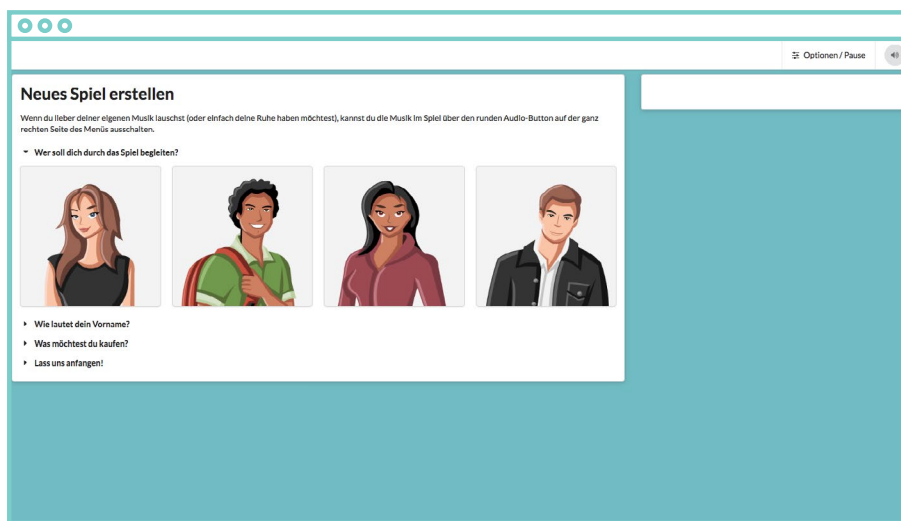 Optionen / Pause
Neues Spiel erstellen
Wenn du lieber deiner eigenen Musik lauschst (oder einfach deine Ruhe haben möchtest), kannst du die Musik im Spiel über den runden Audio-Button auf der ganz
rechten Seite des Menüs ausschalten.
Wer soll dich durch das Spiel begleiten?
Wie lautet dein Vorname?
Was möchtest du kaufen?
Lass uns anfangen!